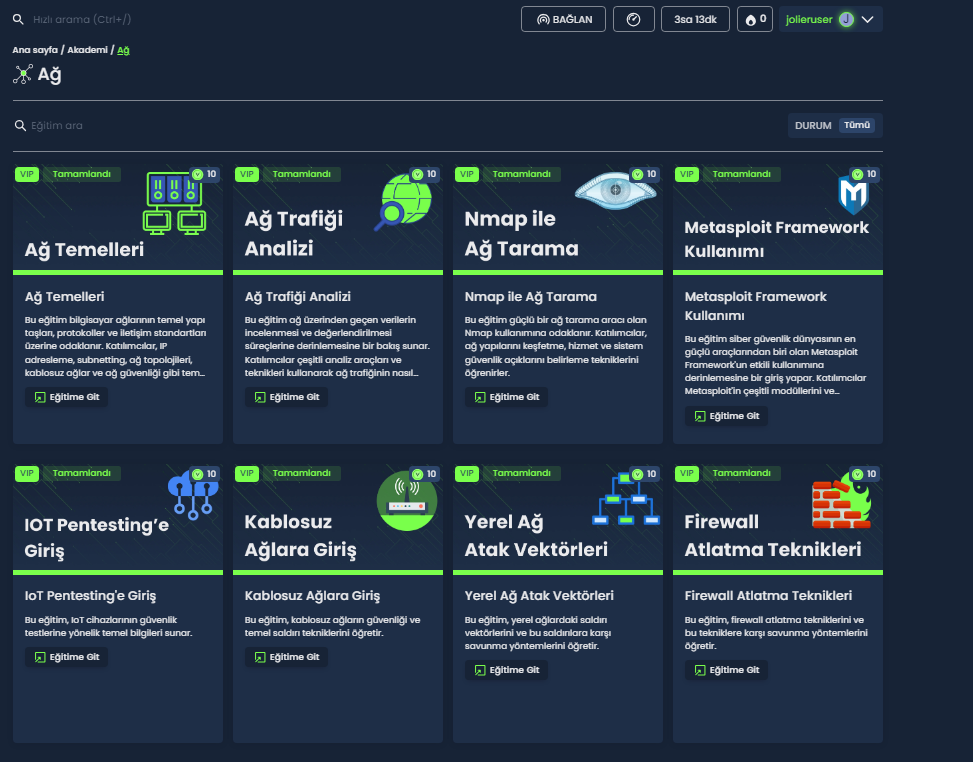 Hızlı arama (Ctrl+/)
BAĞLAN
3sa 13dk
0
jolieruser
J
Ana sayfa / Akademi / Ağ
Ağ
Eğitim ara
DURUM Tümü
VIP Tamamlandı 10
Ağ Temelleri
Ağ Temelleri
Bu eğitim bilgisayar ağlarının temel yapı
taşları, protokoller ve iletişim standartları
üzerine odaklanır. Katılımcılar, IP
adresleme, subnetting, ağ topolojileri,
kablosuz ağlar ve ağ güvenliği gibi tem...
Eğitime Git
VIP Tamamlandı 10
Ağ Trafiği
Analizi
Ağ Trafiği Analizi
Bu eğitim ağ üzerinden geçen verilerin
incelenmesi ve değerlendirilmesi
süreçlerine derinlemesine bir bakış sunar.
Katılımcılar çeşitli analiz araçları ve
teknikleri kullanarak ağ trafiğinin nasıl...
Eğitime Git
VIP Tamamlandı 10
Nmap ile
Ağ Tarama
Nmap ile Ağ Tarama
Bu eğitim güçlü bir ağ tarama aracı olan
Nmap kullanımına odaklanır. Katılımcılar,
ağ yapılarını keşfetme, hizmet ve sistem
güvenlik açıklarını belirleme tekniklerini
öğrenirler.
Eğitime Git
VIP Tamamlandı 10
Metasploit Framework
Kullanımı
Metasploit Framework
Kullanımı
Bu eğitim siber güvenlik dünyasının en
güçlü araçlarından biri olan Metasploit
Framework'un etkili kullanımına
derinlemesine bir giriş yapar. Katılımcılar
Metasploit'in çeşitli modüllerini ve...
Eğitime Git
VIP Tamamlandı 10
IOT Pentesting’e
Giriş
IoT Pentesting'e Giriş
Bu eğitim, IoT cihazlarının güvenlik
testlerine yönelik temel bilgileri sunar.
Eğitime Git
VIP Tamamlandı 10
Kablosuz
Ağlara Giriş
Kablosuz Ağlara Giriş
Bu eğitim, kablosuz ağların güvenliği ve
temel saldırı tekniklerini öğretir.
Eğitime Git
VIP Tamamlandı 10
Yerel Ağ
Atak Vektörleri
Yerel Ağ Atak Vektörleri
Bu eğitim, yerel ağlardaki saldırı
vektörlerini ve bu saldırılara karşı
savunma yöntemlerini öğretir.
Eğitime Git
VIP Tamamlandı 10
Firewall
Atlatma Teknikleri
Firewall Atlatma Teknikleri
Bu eğitim, firewall atlatma tekniklerini ve
bu tekniklere karşı savunma yöntemlerini
öğretir.
Eğitime Git